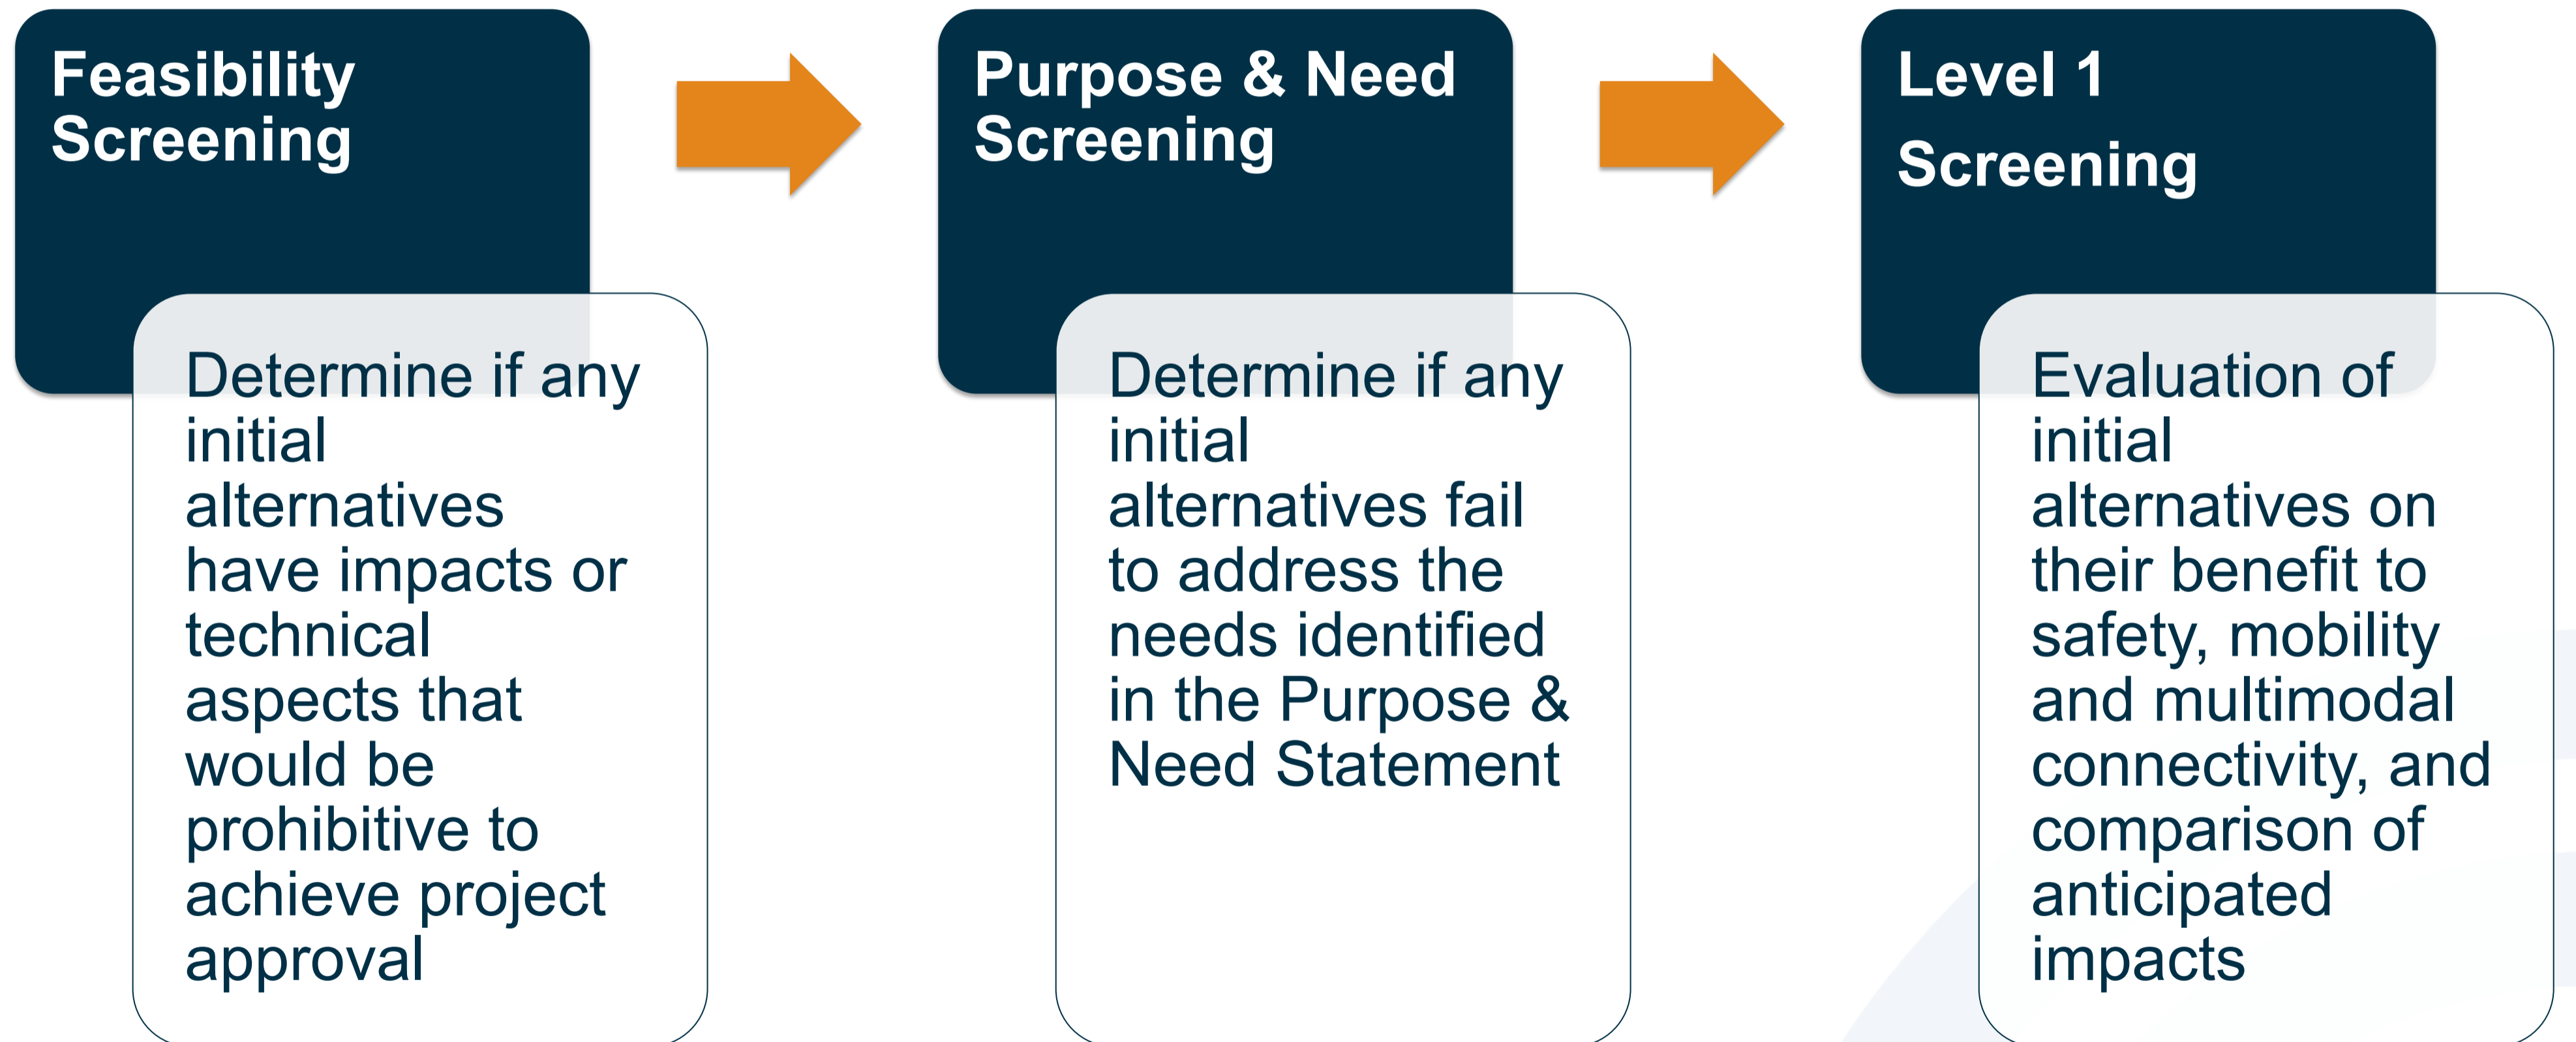 Feasibility
Screening
Determine if any
initial
alternatives
have impacts or
technical
aspects that
would be
prohibitive to
achieve project
approval
Purpose & Need
Screening
Determine if any
initial
alternatives fail
to address the
needs identified
in the Purpose &
Need Statement
Level 1
Screening
Evaluation of
initial
alternatives on
their benefit to
safety, mobility
and multimodal
connectivity, and
comparison of
anticipated
impacts